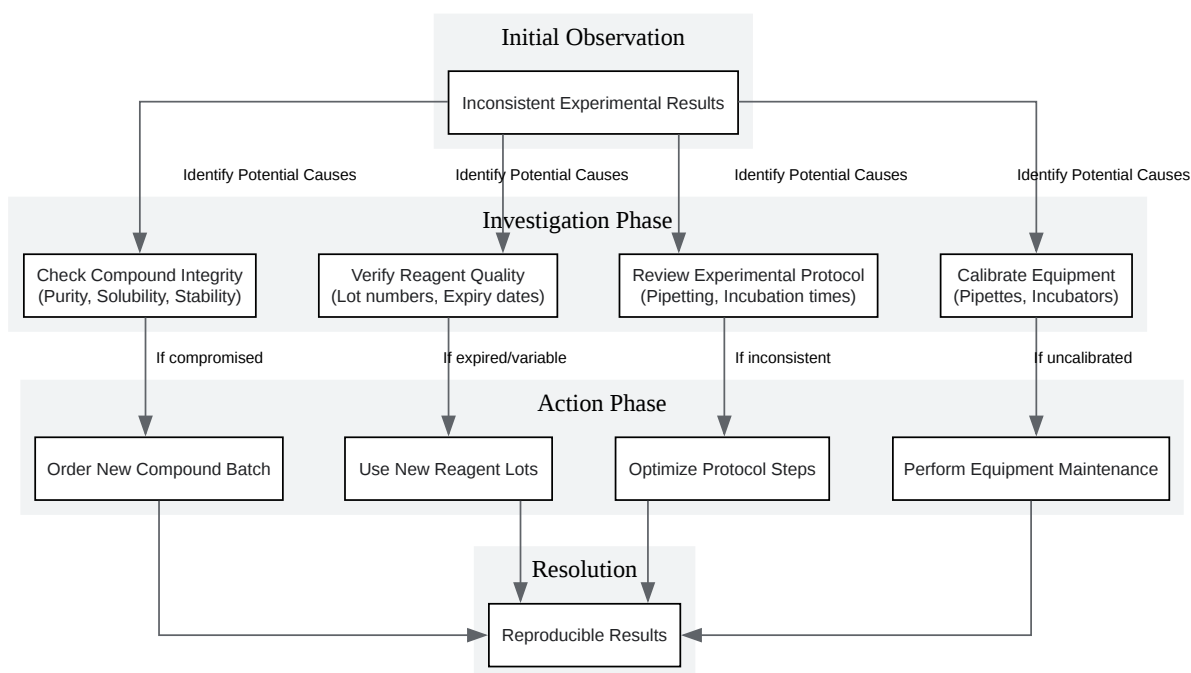 Initial Observation
Inconsistent Experimental Results
Identify Potential Causes
Identify Potential Causes
Identify Potential Causes
Identify Potential Causes
Investigation Phase
Check Compound Integrity
(Purity, Solubility, Stability)
Verify Reagent Quality
(Lot numbers, Expiry dates)
Review Experimental Protocol
(Pipetting, Incubation times)
Calibrate Equipment
(Pipettes, Incubators)
If compromised
If expired/variable
If inconsistent
If uncalibrated
Action Phase
Order New Compound Batch
Use New Reagent Lots
Optimize Protocol Steps
Perform Equipment Maintenance
Resolution
Reproducible Results